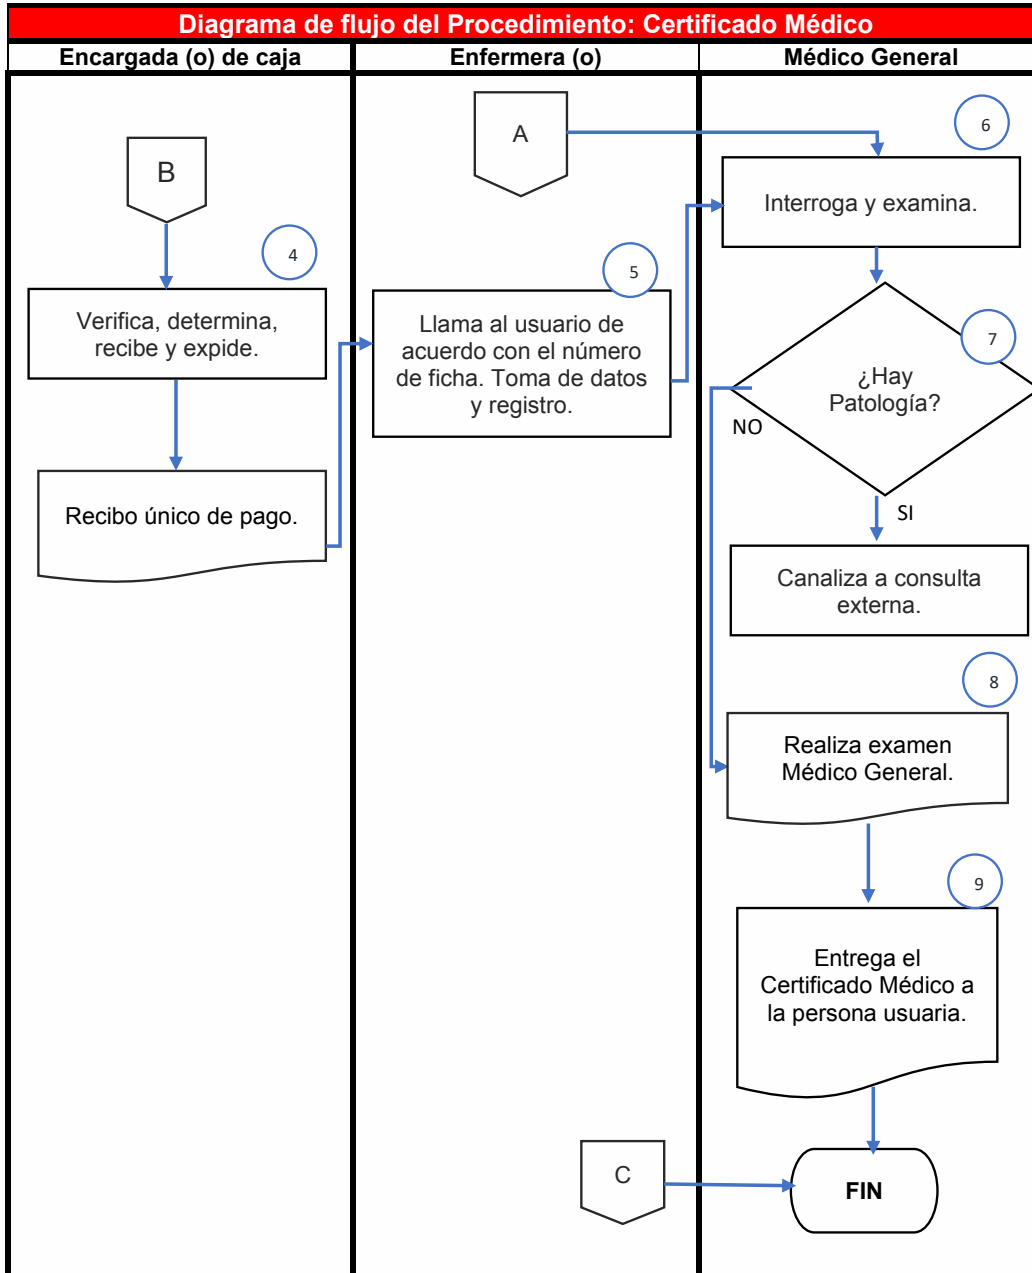 Diagrama de flujo del Procedimiento: Certificado Médico
Encargada (o) de caja
Enfermera (o)
Médico General
B
4
Verifica, determina,
recibe y expide.
Recibo único de pago.
A
5
Llama al usuario de
acuerdo con el número
de ficha. Toma de datos
y registro.
6
Interroga y examina.
7
¿Hay
Patología?
NO
SI
Canaliza a consulta
externa.
8
Realiza examen
Médico General.
9
Entrega el
Certificado Médico a
la persona usuaria.
C
FIN